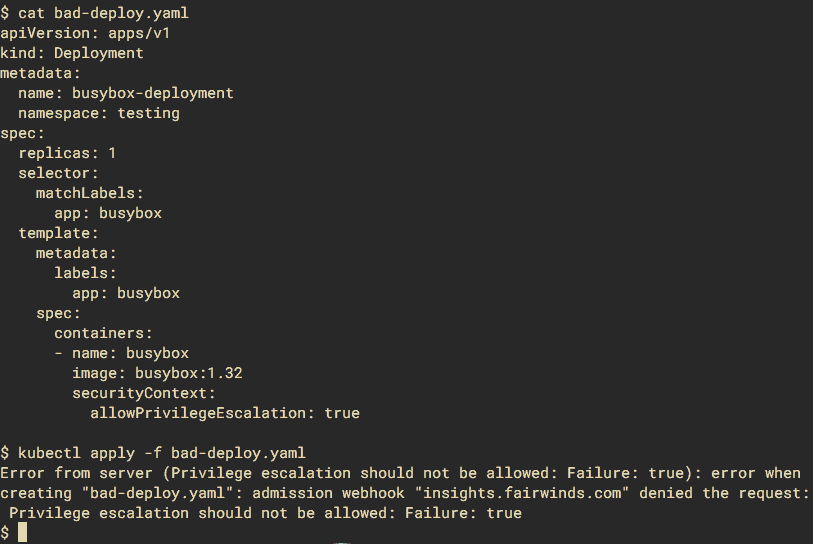 $ cat bad-deploy.yaml
apiVersion: apps/v1
kind: Deployment
metadata:
  name: busybox-deployment
  namespace: testing
spec:
  replicas: 1
  selector:
    matchLabels:
      app: busybox
  template:
    metadata:
      labels:
        app: busybox
    spec:
      containers:
      - name: busybox
        image: busybox:1.32
        securityContext:
          allowPrivilegeEscalation: true

$ kubectl apply -f bad-deploy.yaml
Error from server (Privilege escalation should not be allowed: Failure: true): error when
creating "bad-deploy.yaml": admission webhook "insights.fairwinds.com" denied the request:
 Privilege escalation should not be allowed: Failure: true
$